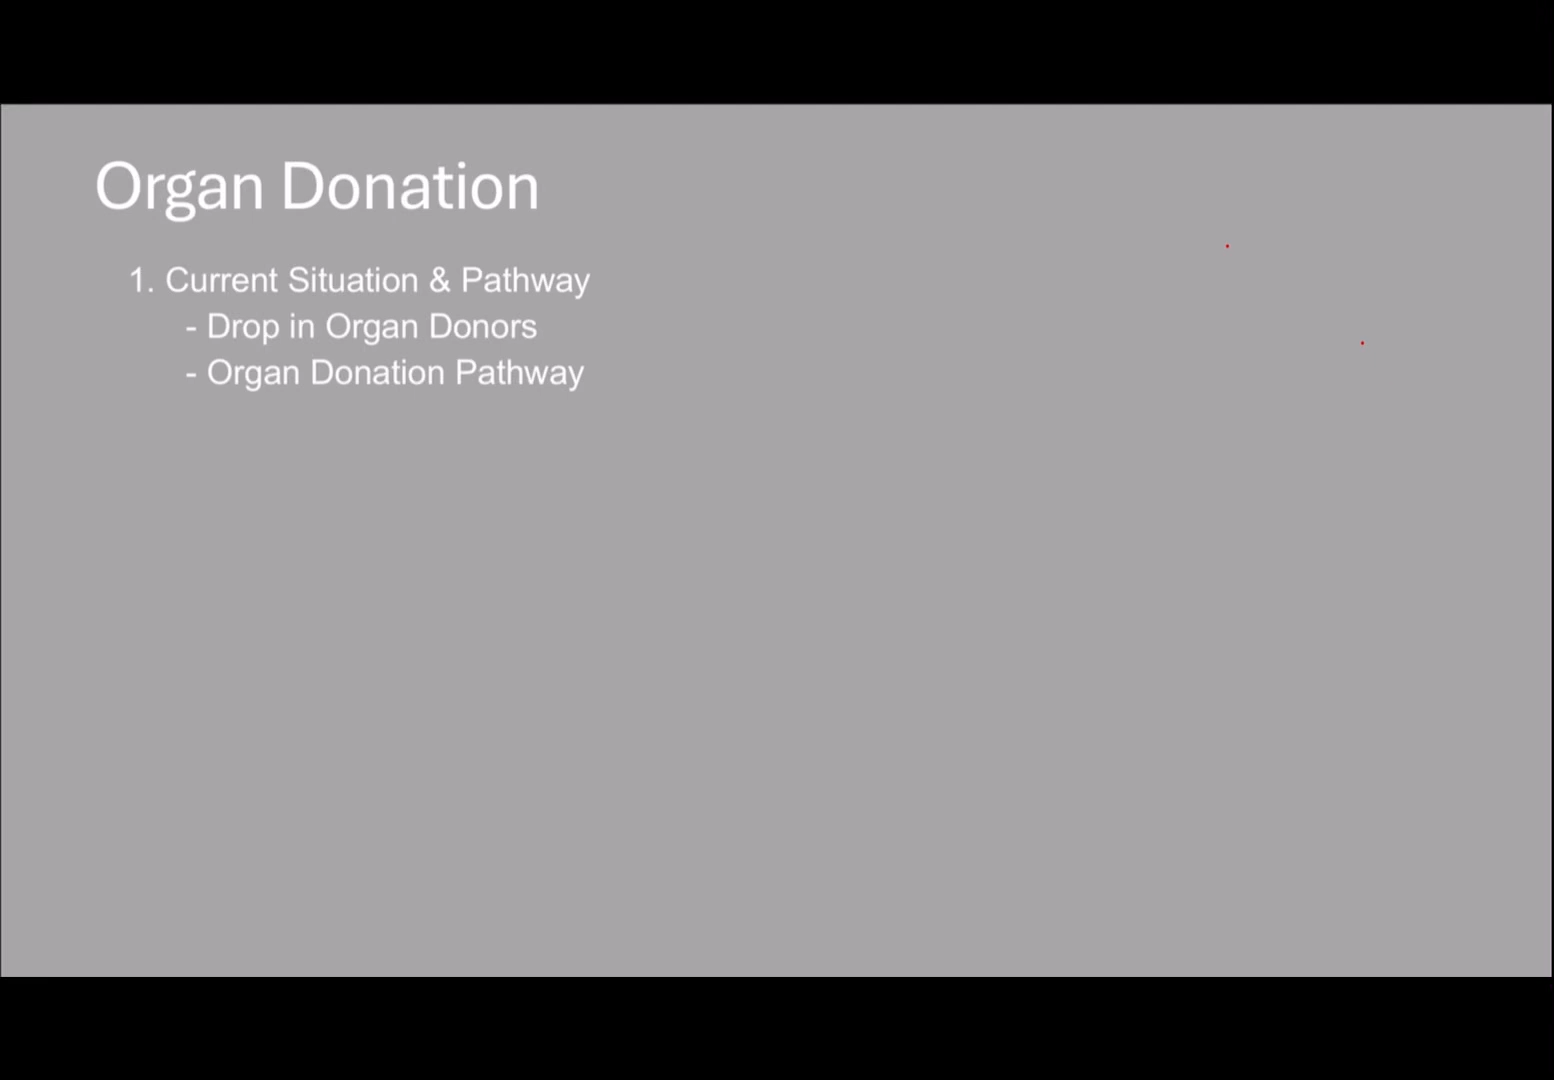 Organ Donation
1. Current Situation & Pathway
- Drop in Organ Donors
- Organ Donation Pathway